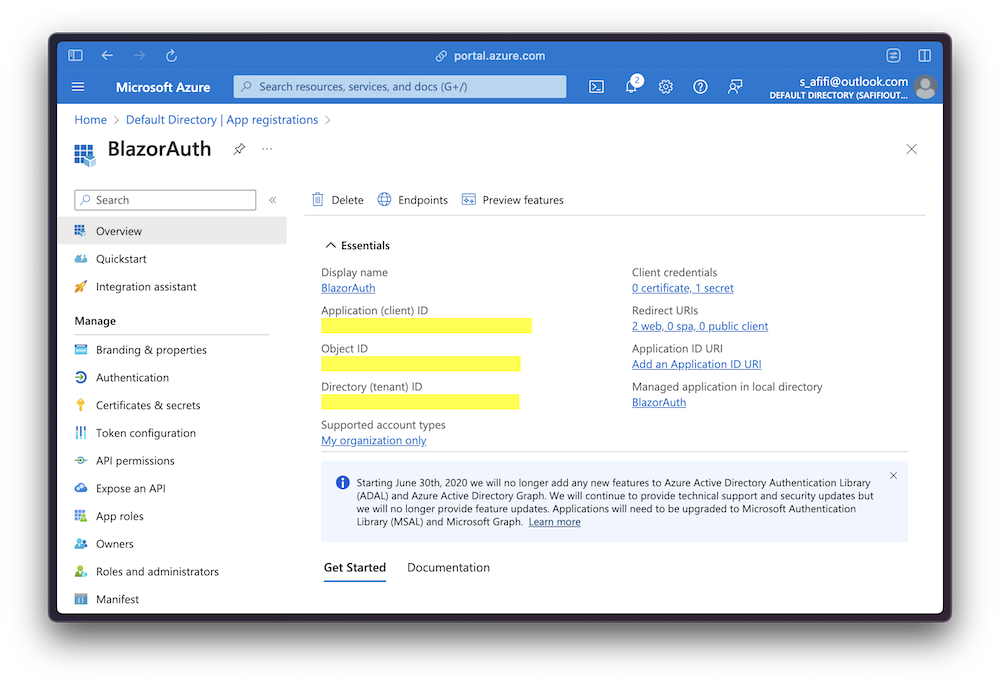 portal.azure.com
Microsoft Azure
Search resources, services, and docs (G+/)
2
s_afifi@outlook.com
DEFAULT DIRECTORY (SAFIFIOUT...
Home > Default Directory | App registrations >
BlazorAuth
...
Search
«
Overview
Quickstart
Integration assistant
Manage
Branding & properties
Authentication
Certificates & secrets
Token configuration
API permissions
Expose an API
App roles
Owners
Roles and administrators
Manifest
Delete
Endpoints
Preview features
Essentials
Display name
BlazorAuth
Application (client) ID
Object ID
Directory (tenant) ID
Supported account types
My organization only
Client credentials
0 certificate, 1 secret
Redirect URIs
2 web, 0 spa, 0 public client
Application ID URI
Add an Application ID URI
Managed application in local directory
BlazorAuth
Starting June 30th, 2020 we will no longer add any new features to Azure Active Directory Authentication Library
(ADAL) and Azure Active Directory Graph. We will continue to provide technical support and security updates but
we will no longer provide feature updates. Applications will need to be upgraded to Microsoft Authentication
Library (MSAL) and Microsoft Graph. Learn more
Get Started
Documentation